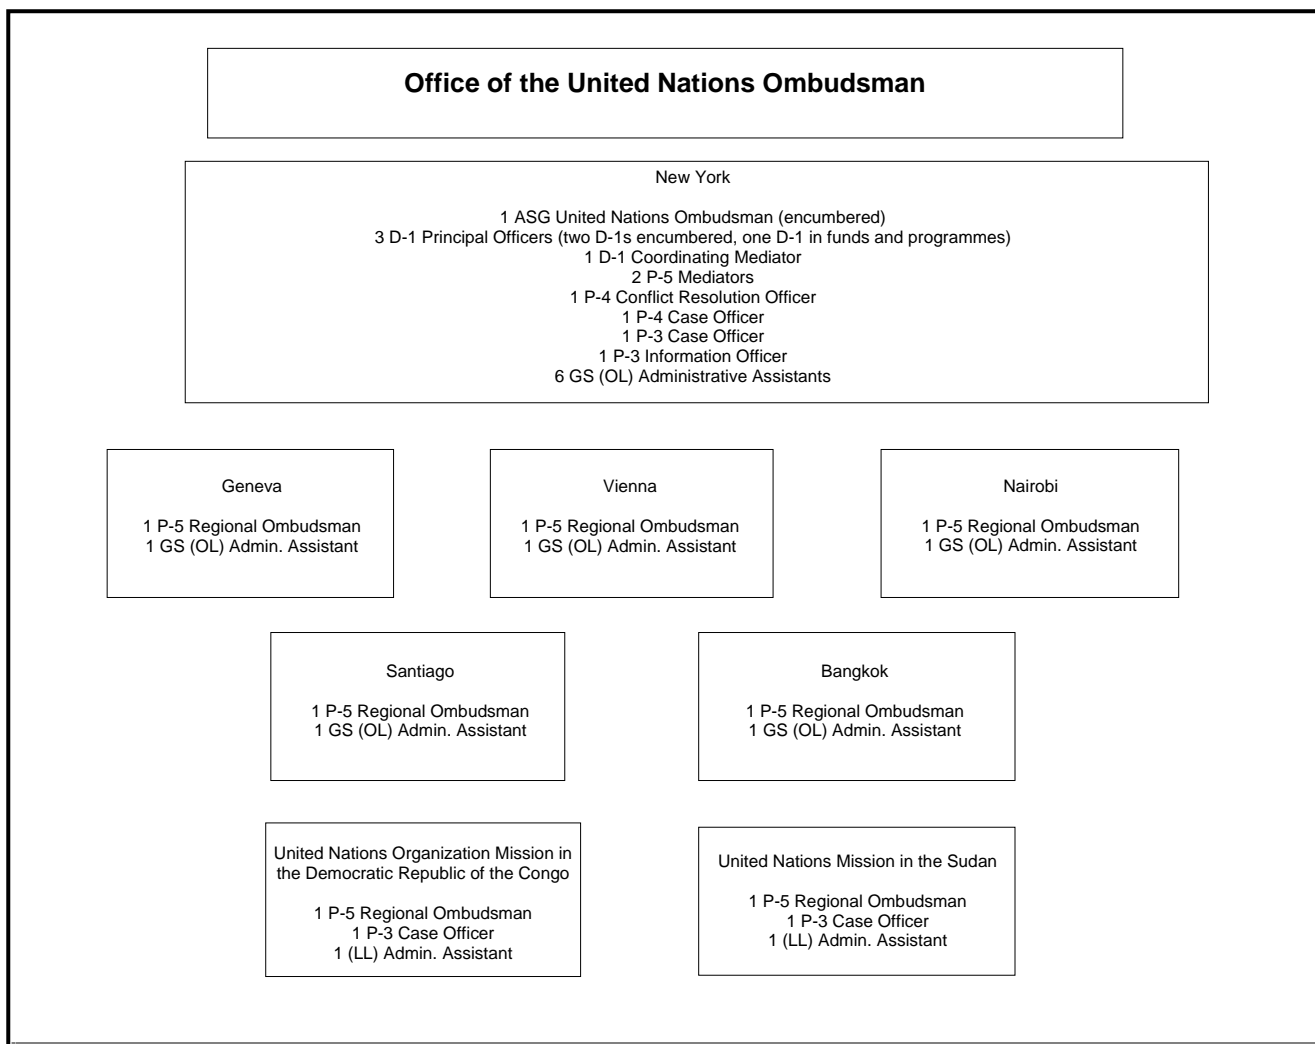 Office of the United Nations Ombudsman
New York
1 ASG United Nations Ombudsman (encumbered)
3 D-1 Principal Officers (two D-1s encumbered, one D-1 in funds and programmes)
1 D-1 Coordinating Mediator
2 P-5 Mediators
1 P-4 Conflict Resolution Officer
1 P-4 Case Officer
1 P-3 Case Officer
1 P-3 Information Officer
6 GS (OL) Administrative Assistants
Geneva
1 P-5 Regional Ombudsman
1 GS (OL) Admin. Assistant
Vienna
1 P-5 Regional Ombudsman
1 GS (OL) Admin. Assistant
Nairobi
1 P-5 Regional Ombudsman
1 GS (OL) Admin. Assistant
Santiago
1 P-5 Regional Ombudsman
1 GS (OL) Admin. Assistant
Bangkok
1 P-5 Regional Ombudsman
1 GS (OL) Admin. Assistant
United Nations Organization Mission in
the Democratic Republic of the Congo
1 P-5 Regional Ombudsman
1 P-3 Case Officer
1 (LL) Admin. Assistant
United Nations Mission in the Sudan
1 P-5 Regional Ombudsman
1 P-3 Case Officer
1 (LL) Admin. Assistant